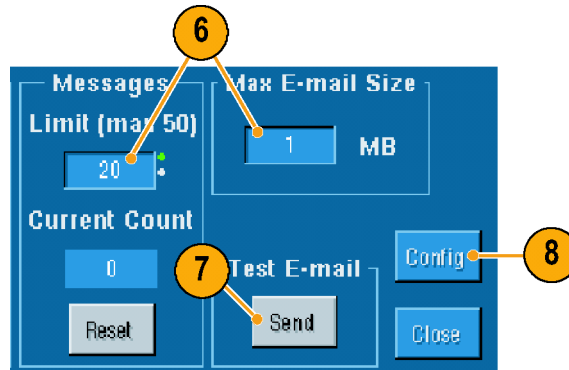 6
Messages
Max E-mail Size
Limit (max 50)
1 MB
20
Current Count
0
7
Test E-mail
Config
8
Reset
Send
Close